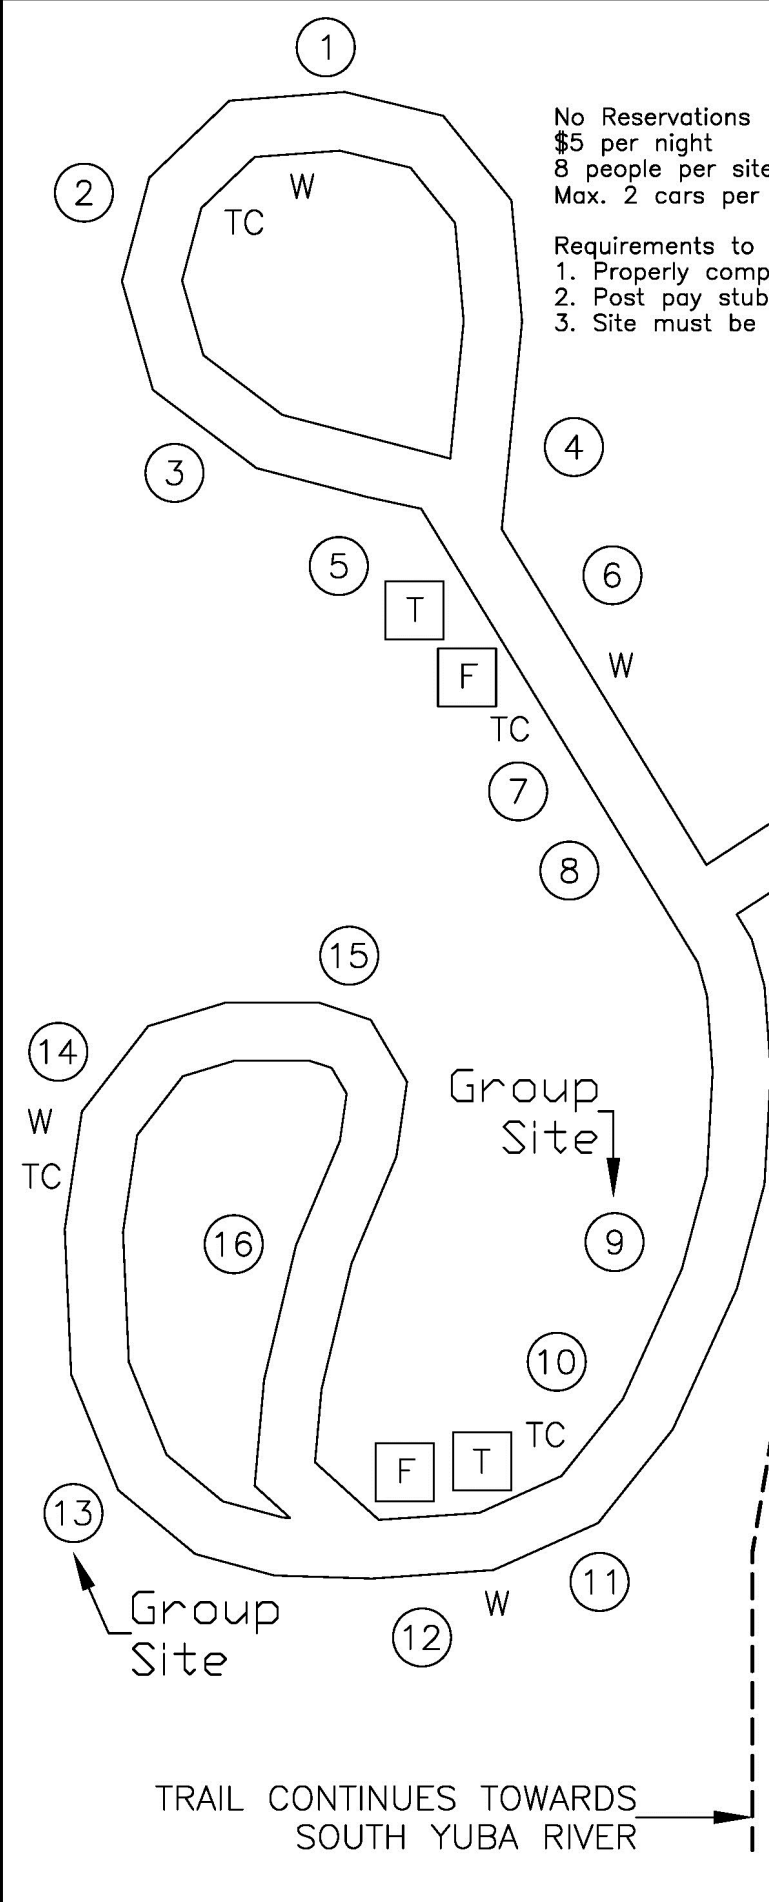 1
No Reservations
$5 per night
8 people per site
Max. 2 cars per
2
W
TC
Requirements to
1. Properly comp
2. Post pay stub
3. Site must be
3
4
5
6
T
W
F
TC
7
8
15
14
Group
Site
W
TC
16
9
10
TC
F
T
13
11
Group
Site
W
12
TRAIL CONTINUES TOWARDS
SOUTH YUBA RIVER